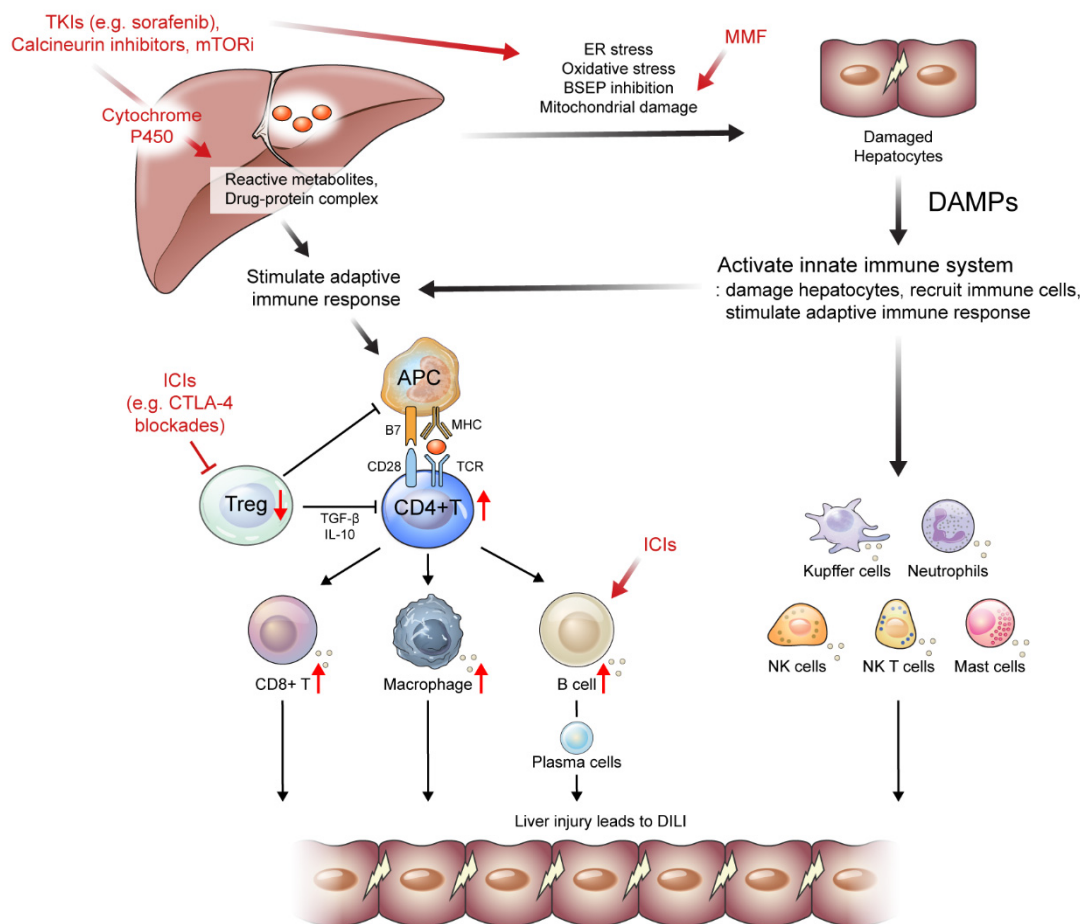 TKIs (e.g. sorafenib),
Calcineurin inhibitors, mTORi
Cytochrome
P450
Reactive metabolites,
Drug-protein complex
ER stress
Oxidative stress
BSEP inhibition
Mitochondrial damage
MMF
Damaged
Hepatocytes
DAMPs
Stimulate adaptive
immune response
Activate innate immune system
: damage hepatocytes, recruit immune cells,
stimulate adaptive immune response
ICIs
(e.g. CTLA-4
blockades)
APC
B7
MHC
CD28
TCR
Treg
TGF-β
IL-10
CD4+T
ICIs
Kupffer cells
Neutrophils
NK cells
NK T cells
Mast cells
CD8+ T
Macrophage
B cell
Plasma cells
Liver injury leads to DILI